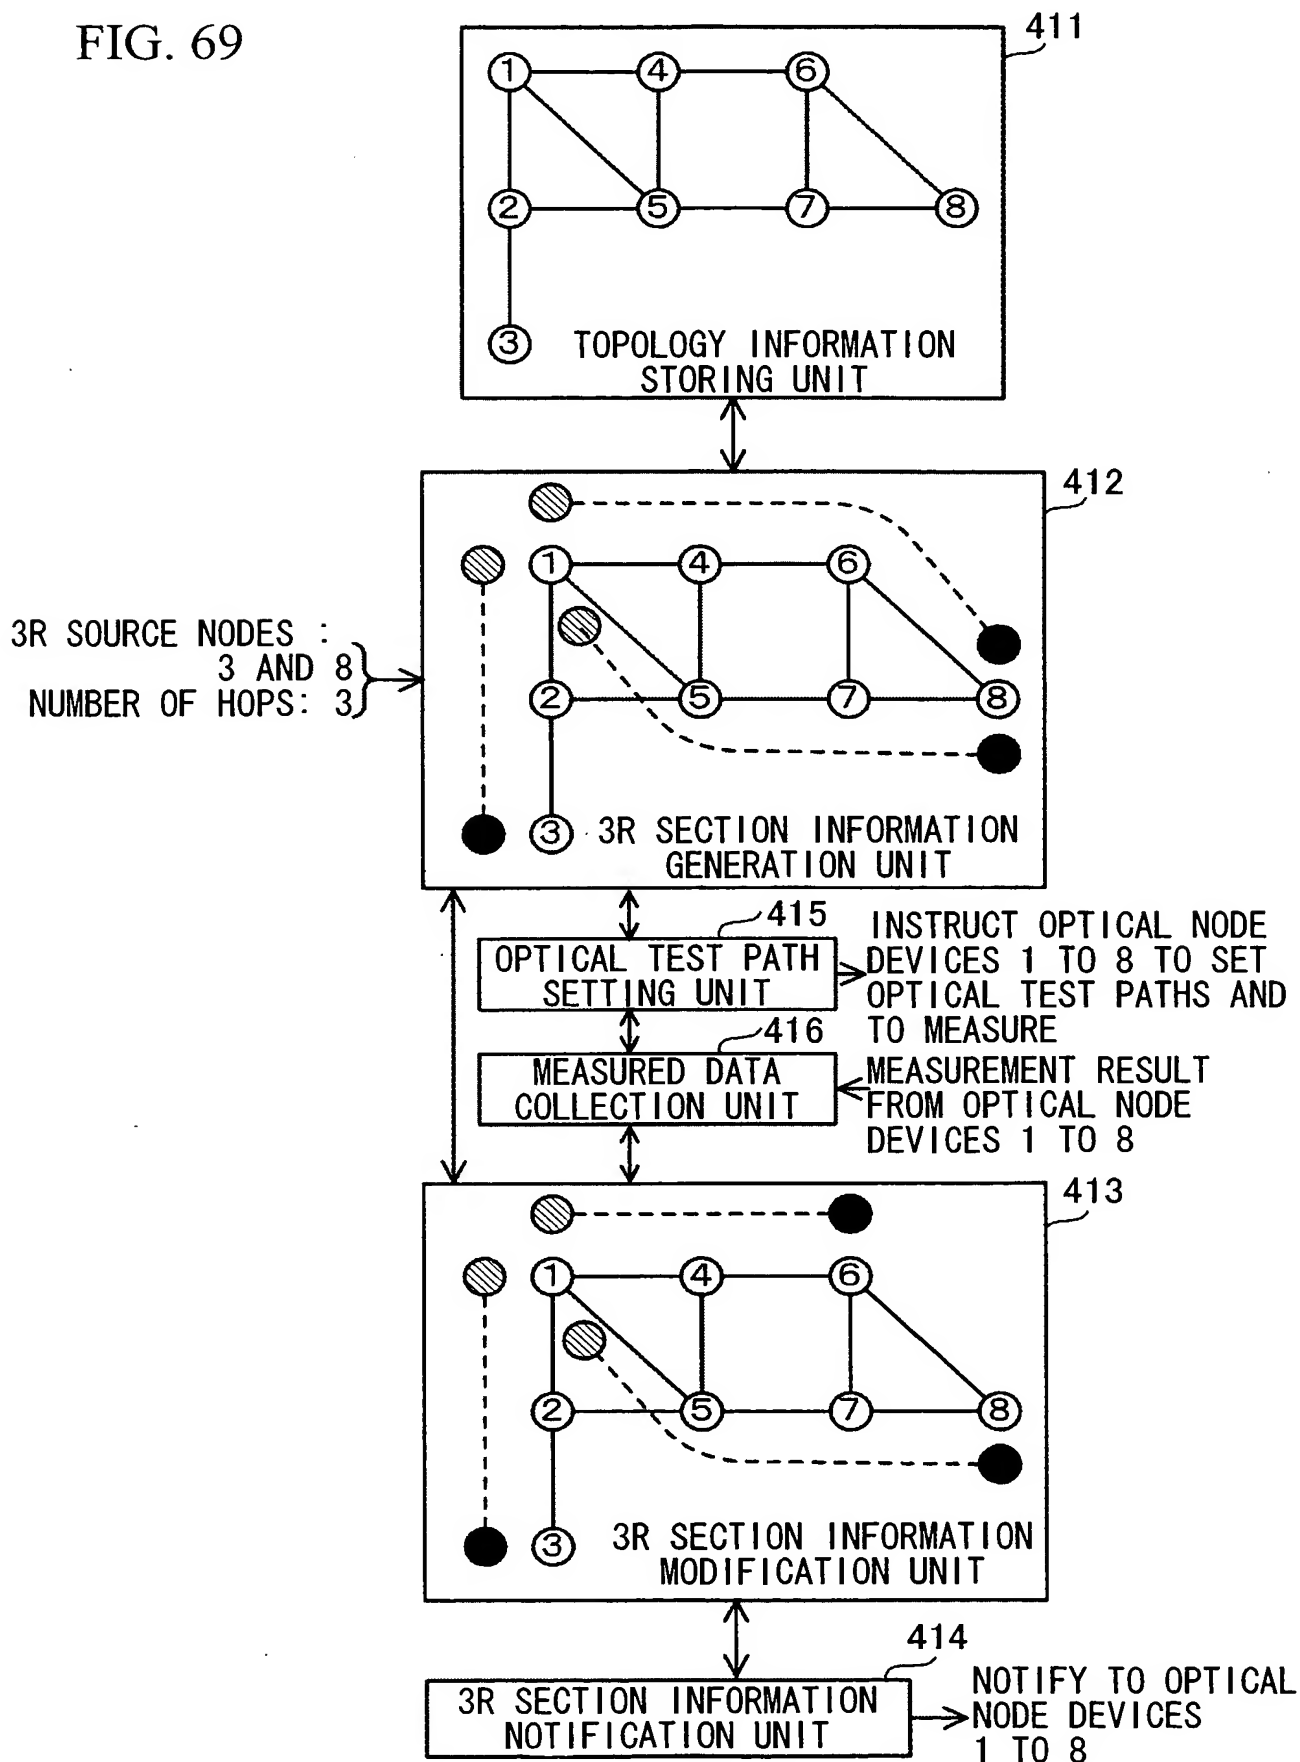 FIG. 69
411
1 4 6
2 5 7 8
3
TOPOLOGY INFORMATION
STORING UNIT
412
1 4 6
3R SOURCE NODES :
3 AND 8
NUMBER OF HOPS: 3
2 5 7 8
3
3R SECTION INFORMATION
GENERATION UNIT
415
OPTICAL TEST PATH
SETTING UNIT
INSTRUCT OPTICAL NODE
DEVICES 1 TO 8 TO SET
OPTICAL TEST PATHS AND
TO MEASURE
416
MEASURED DATA
COLLECTION UNIT
MEASUREMENT RESULT
FROM OPTICAL NODE
DEVICES 1 TO 8
413
1 4 6
2 5 7 8
3
3R SECTION INFORMATION
MODIFICATION UNIT
414
3R SECTION INFORMATION
NOTIFICATION UNIT
NOTIFY TO OPTICAL
NODE DEVICES
1 TO 8